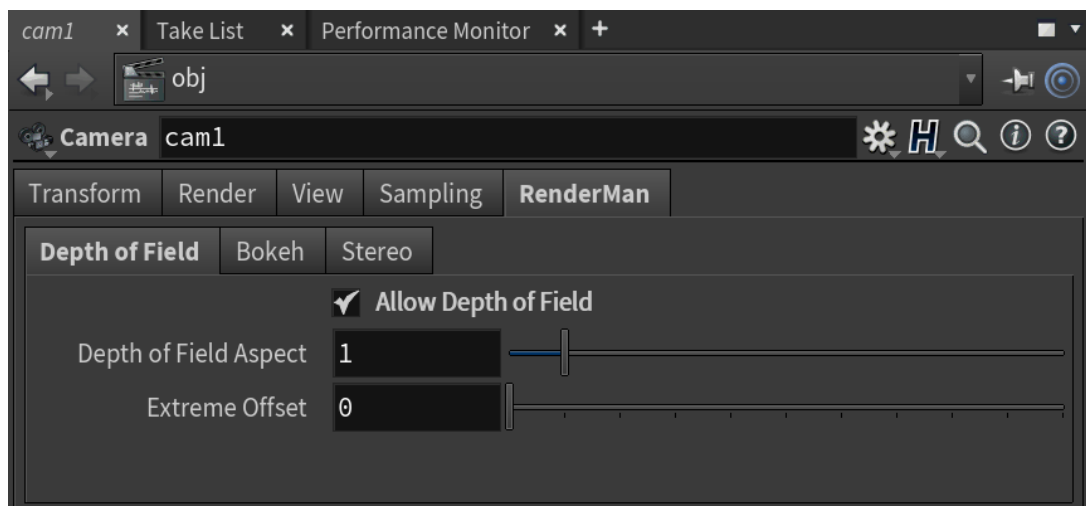 cam1 × Take List × Performance Monitor × +
obj
Camera cam1
Transform Render View Sampling RenderMan
Depth of Field Bokeh Stereo
Allow Depth of Field
Depth of Field Aspect 1
Extreme Offset 0